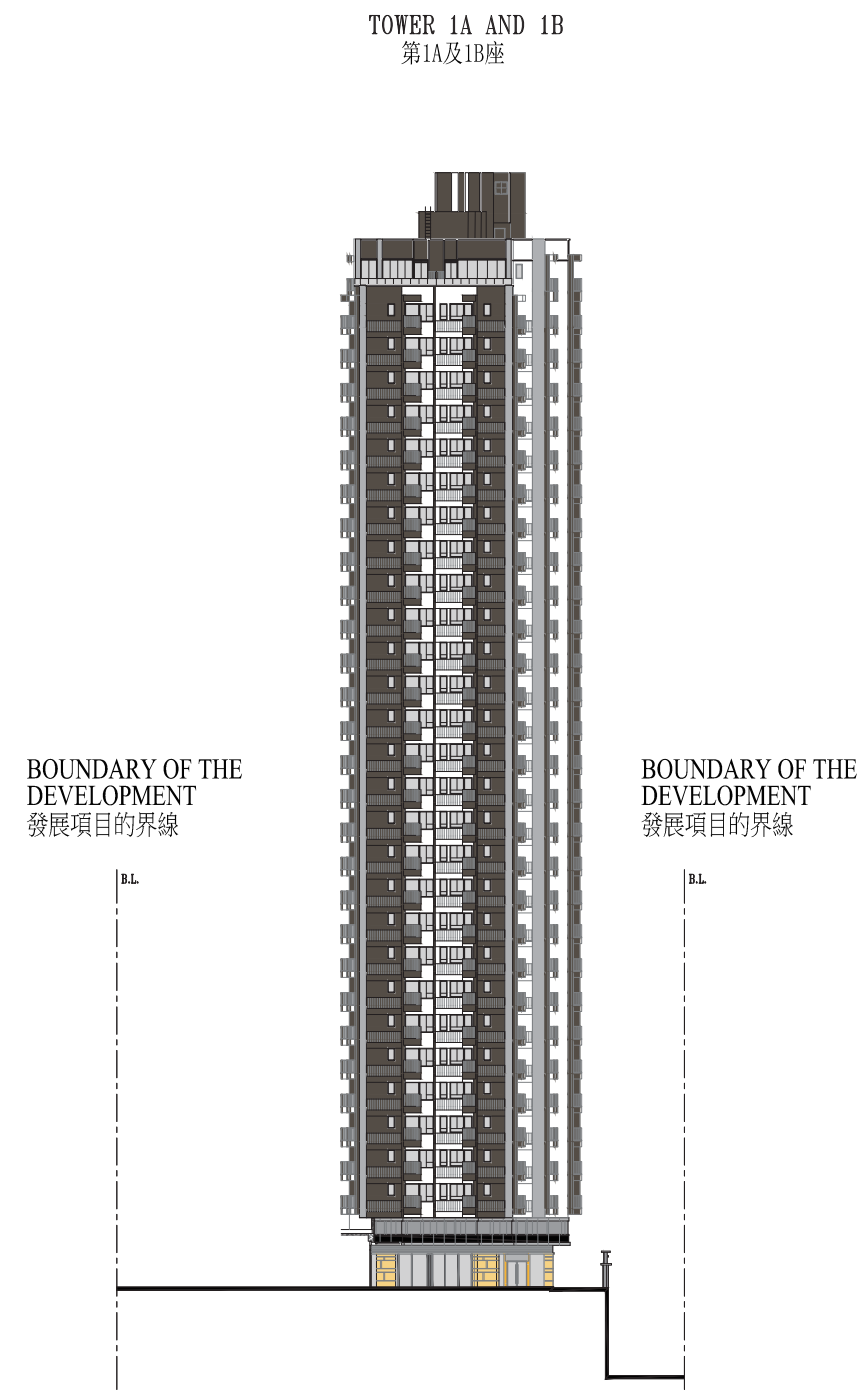 TOWER 1A AND 1B
第1A及1B座
BOUNDARY OF THE
DEVELOPMENT
發展項目的界線
B.L.
BOUNDARY OF THE
DEVELOPMENT
發展項目的界線
B.L.